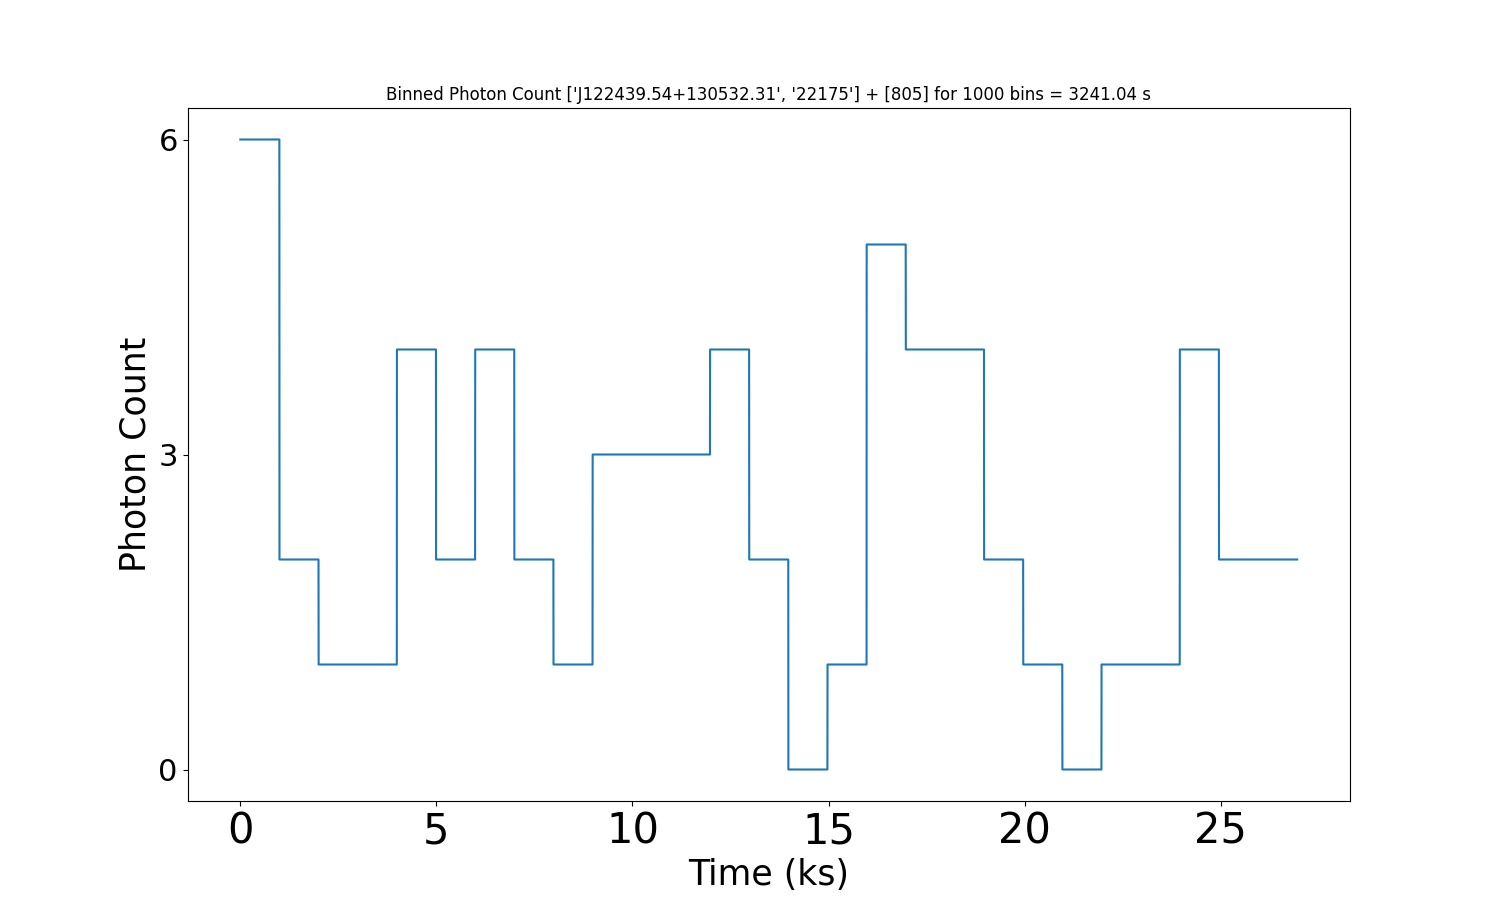 Binned Photon Count ['J122439.54+130532.31', '22175'] + [805] for 1000 bins = 3241.04 s
6
3
0
Photon Count
0 5 10 15 20 25
Time (ks)